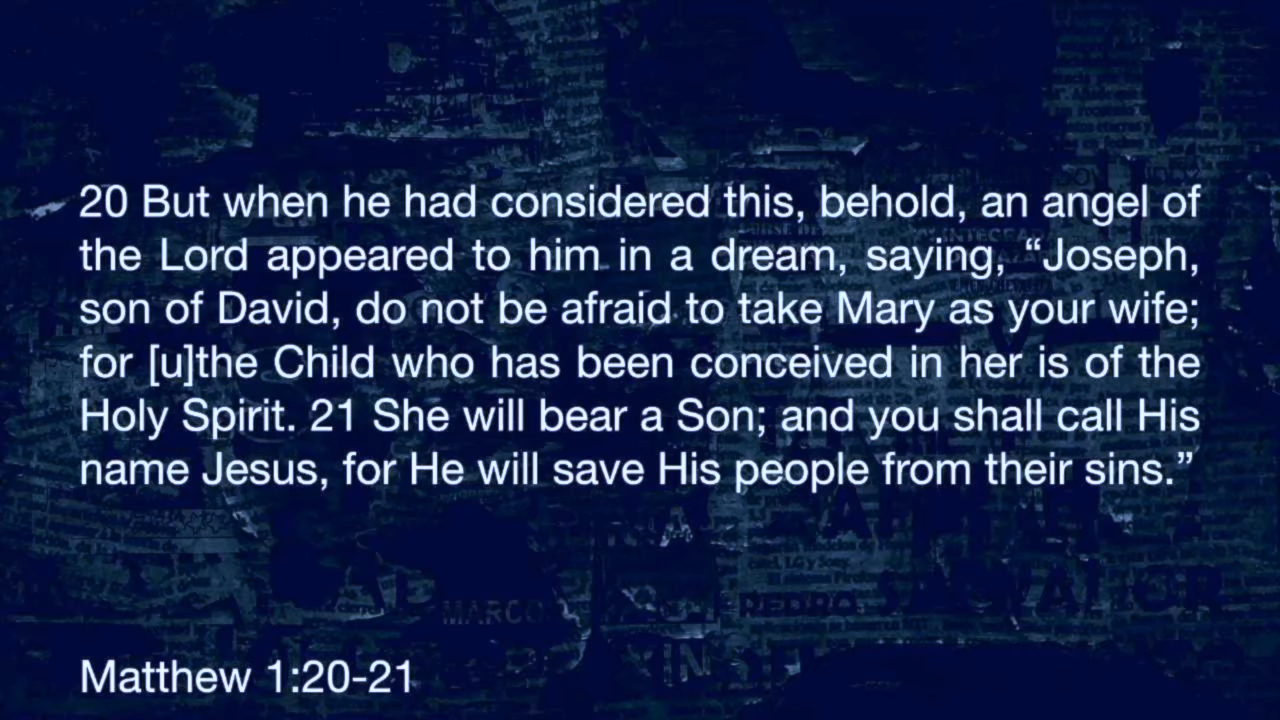 20 But when he had considered this, behold, an angel of
the Lord appeared to him in a dream, saying, “Joseph,
son of David, do not be afraid to take Mary as your wife;
for [u]the Child who has been conceived in her is of the
Holy Spirit. 21 She will bear a Son; and you shall call His
name Jesus, for He will save His people from their sins.”
MARCO
PEDRO
Matthew 1:20-21